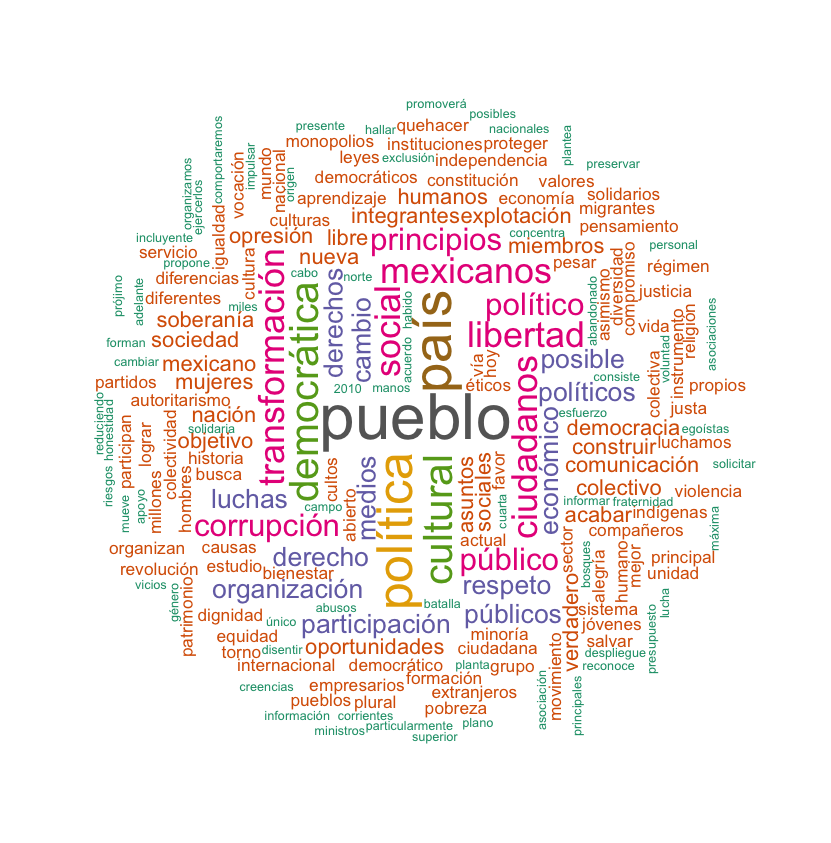 promoverá
presente
posibles
hallar
quehacer
nacionales
monopolios
instituciones
proteger
plantea
leyes
exclusión
independencia
preservar
democráticos
constitución
valores
organizamos
ejercerlos
comportaremos
vocación
impulsar
mundo
nacional
origen
aprendizaje
humanos
economía
solidarios
migrantes
culturas
integrantes
explotación
pensamiento
incluyente
servicio
igualdad
opresión
libre
principios
concentra
miembros
personal
propone
cultura
nueva
mexicanos
pesar
abandonado
asimismo
diversidad
compromiso
régimen
prójimo
adelante
diferencias
miles
transformación
cabo
democrática
derechos
norte
cambio
social
habido
acuerdo
país
político
justicia
diferentes
soberanía
libertad
vida
instrumento
religión
asociaciones
forman
sociedad
vía
hoy
posible
voluntad
colectiva
cambiar
mexicano
consiste
partidos
mujeres
2010
manos
éticos
políticos
propios
autoritarismo
pueblo
ciudadanos
esfuerzo
justa
reduciendo
honestidad
participan
lograr
colectividad
solidaria
nación
objetivo
económico
democracia
egoístas
construir
luchamos
historia
busca
cultos
medios
política
cultural
asuntos
sociales
favor
comunicación
solicitar
riesgos
mueve
apoyo
millones
hombres
luchas
campo
abierto
cuarta
informar
colectivo
fraternidad
violencia
corrupción
acabar
indígenas
máxima
actual
compañeros
organizan
causas
derecho
público
sector
bosques
alegría
humano
mejor
principal
revolución
estudio
bienestar
unidad
vicios
género
patrimonio
organización
respeto
verdadero
presupuesto
lucha
dignidad
abusos
batalla
públicos
sistema
único
participación
jóvenes
equidad
minoría
salvar
torno
disentir
oportunidades
ciudadana
despliegue
internacional
democrático
planta
grupo
movimiento
reconoce
creencias
empresarios
formación
extranjeros
asociación
principales
pueblos
plural
pobreza
información
corrientes
particularmente
plano
ministros
superior